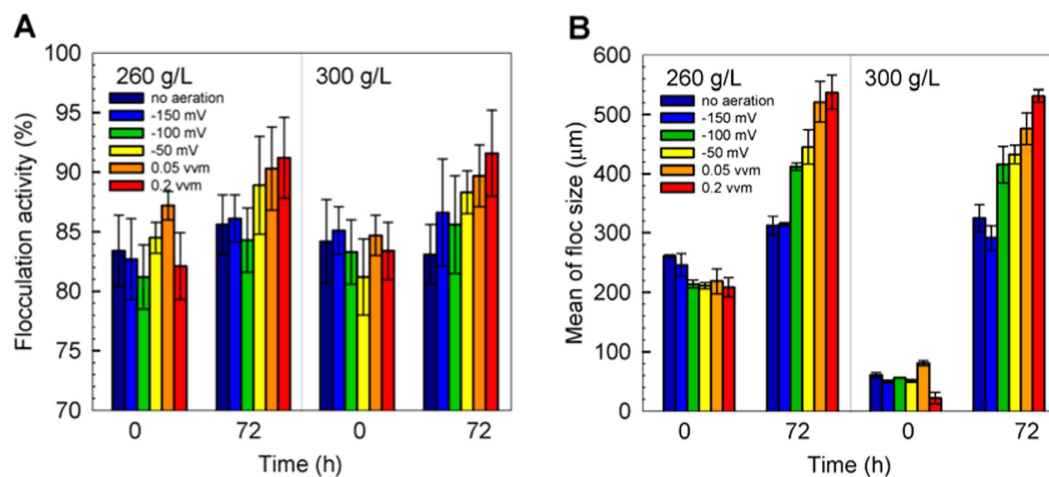 A
Flocculation activity (%)
100
95
90
85
80
75
70
260 g/L
300 g/L
no aeration
-150 mV
-100 mV
-50 mV
0.05 vvm
0.2 vvm
0
72
0
72
Time (h)
B
Mean of floc size (μm)
600
500
400
300
200
100
0
260 g/L
300 g/L
no aeration
-150 mV
-100 mV
-50 mV
0.05 vvm
0.2 vvm
0
72
0
72
Time (h)